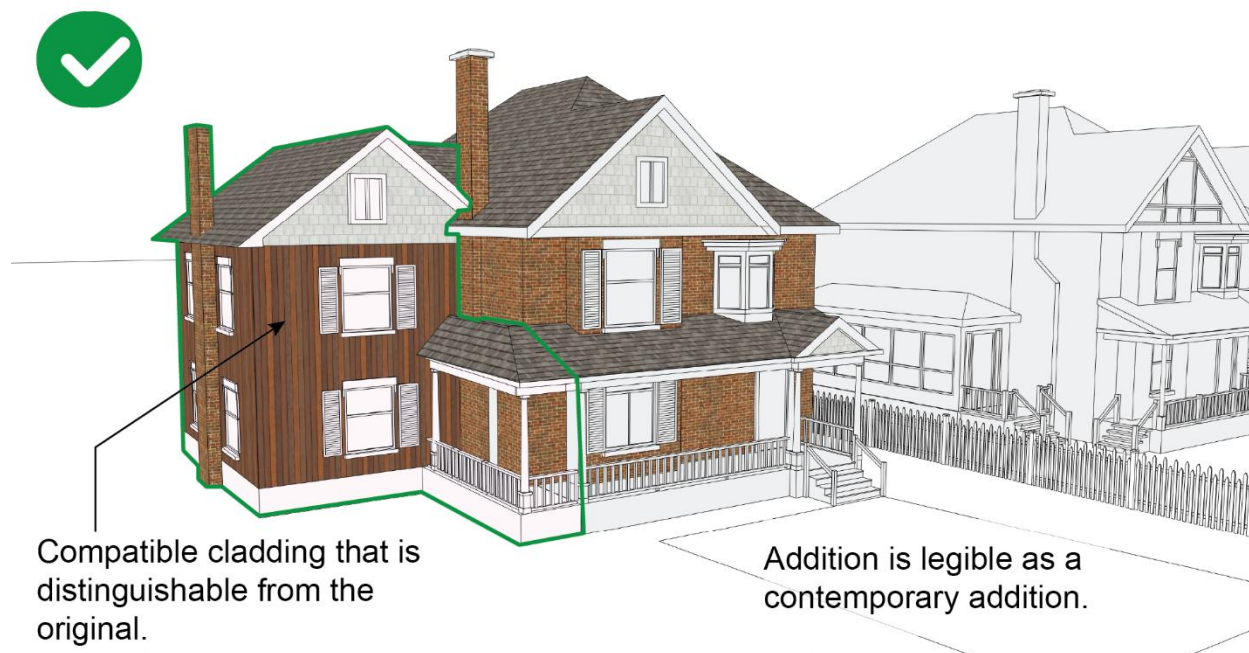 Compatible cladding that is
distinguishable from the
original.
Addition is legible as a
contemporary addition.